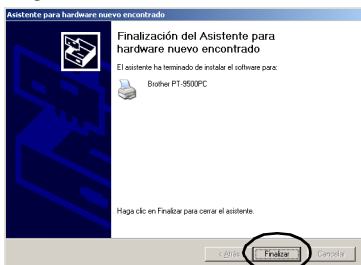 Asistente para hardware nuevo encontrado
Finalización del Asistente para
hardware nuevo encontrado
El asistente ha terminado de instalar el software para:
Brother PT-9500PC
Haga clic en Finalizar para cerrar el asistente.
< Atrás Finalizar Cancelar